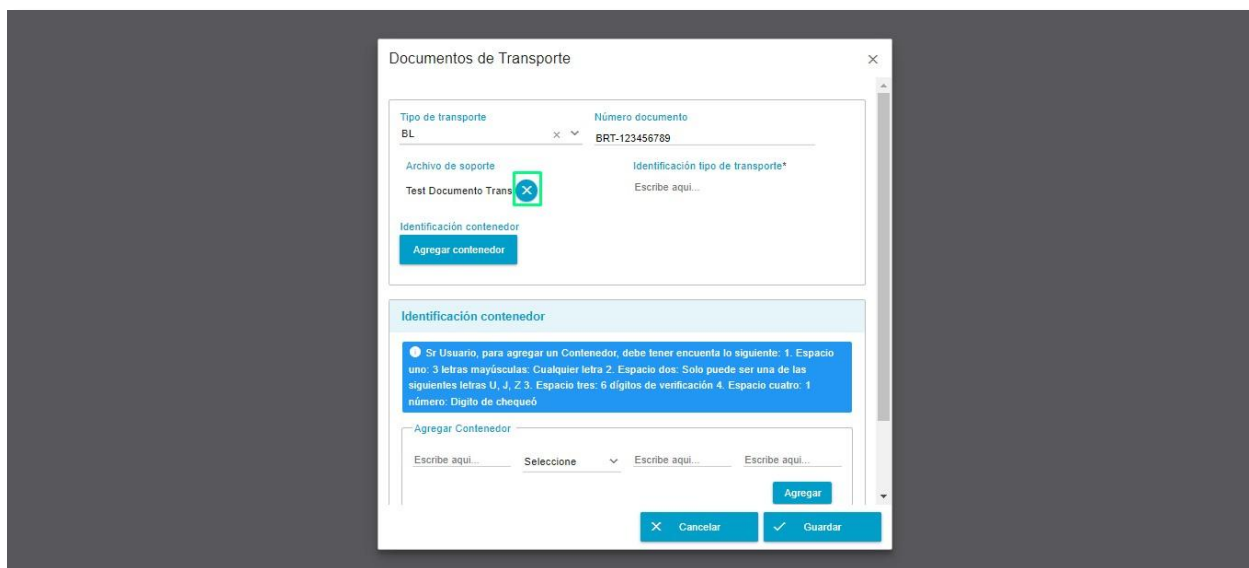 Documentos de Transporte
Tipo de transporte
Número documento
BL
BRT-123456789
Archivo de soporte
Identificación tipo de transporte*
Test Documento Trans
Escribe aqui...
Identificación contenedor
Agregar contenedor
Identificación contenedor
Sr Usuario, para agregar un Contenedor, debe tener encuenta lo siguiente: 1. Espacio
uno: 3 letras mayúsculas: Cualquier letra 2. Espacio dos: Solo puede ser una de las
siguientes letras U, J, Z 3. Espacio tres: 6 dígitos de verificación 4. Espacio cuatro: 1
número: Digito de chequeó
Agregar Contenedor
Escribe aqui... Seleccione Escribe aqui... Escribe aqui...
Agregar
Cancelar
Guardar